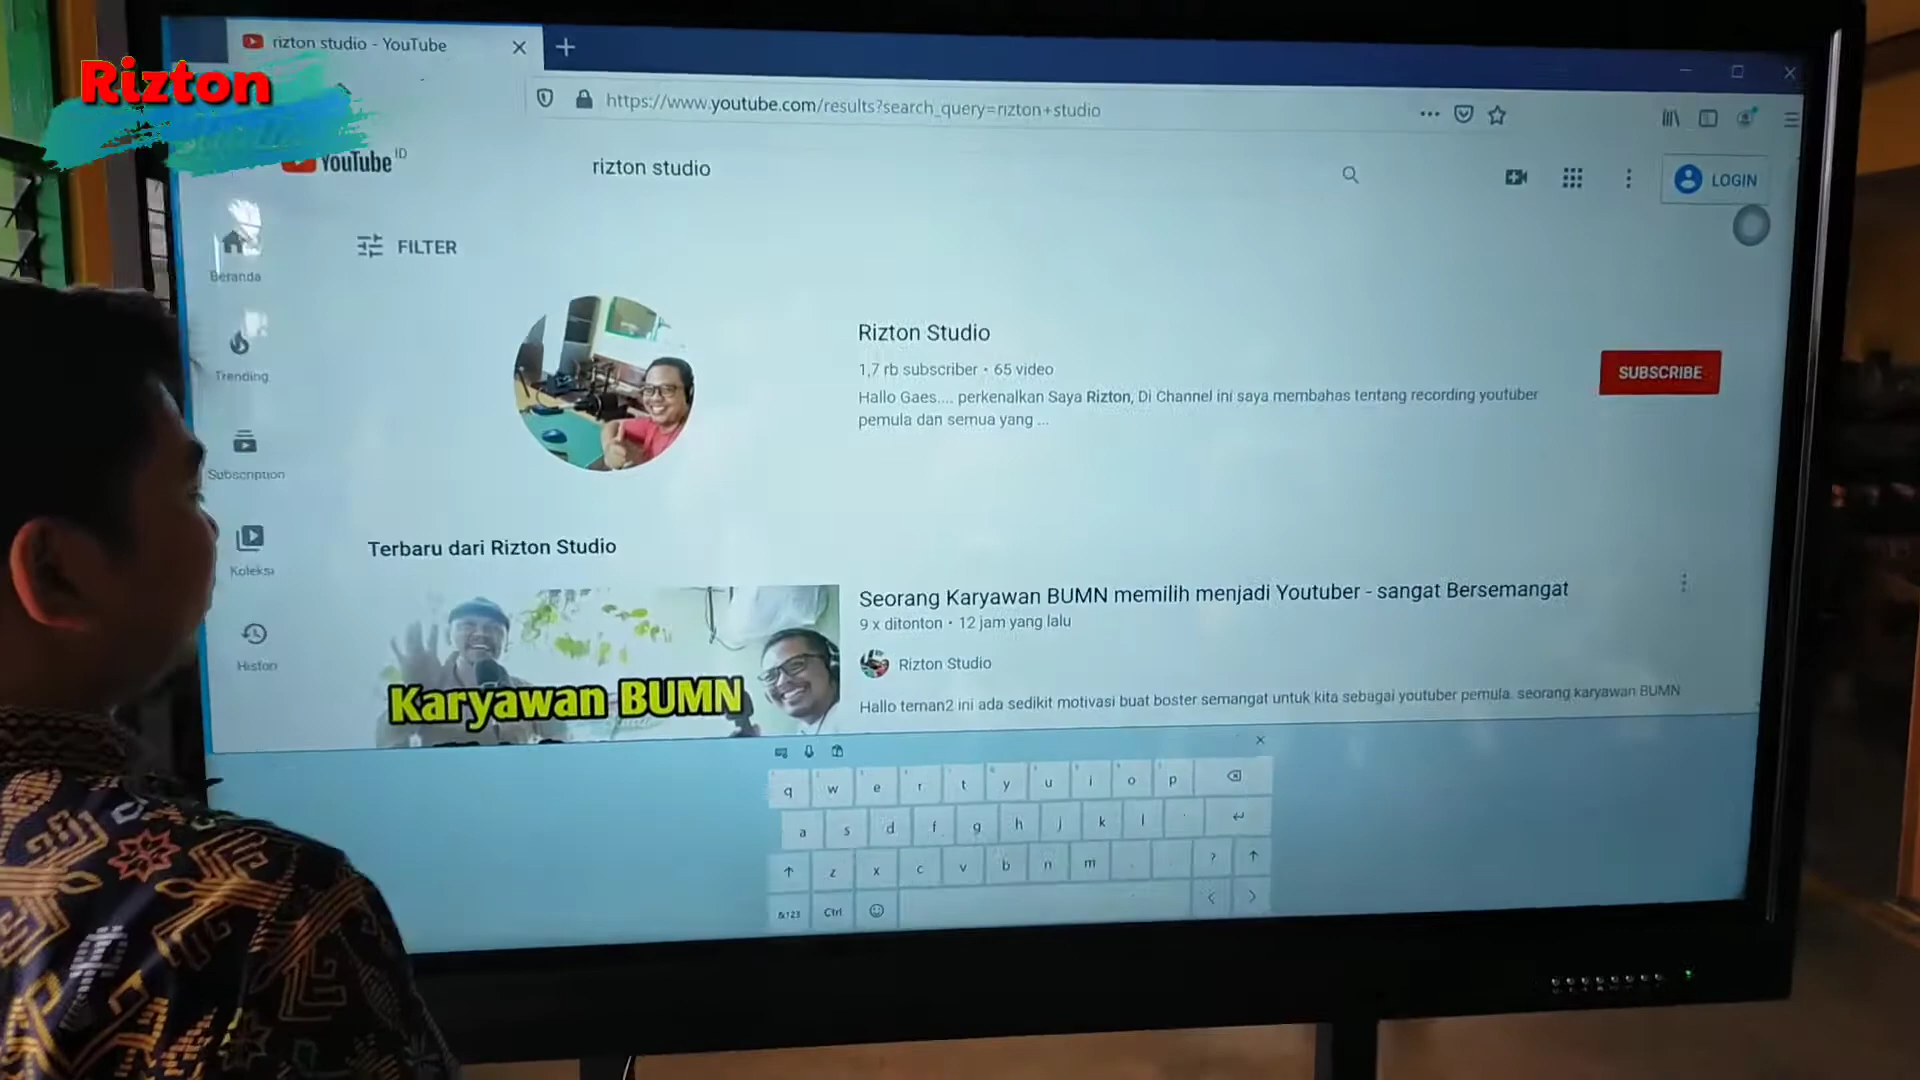 rizton studio - YouTube
Rizton
https://www.youtube.com/results?search_query=rizton+studio
YouTube ID
rizton studio
LOGIN
FILTER
Beranda
Trending
Subscription
Koleksi
Histori
Rizton Studio
1,7 rb subscriber • 65 video
Hallo Gaes.... perkenalkan Saya Rizton, Di Channel ini saya membahas tentang recording youtuber
pemula dan semua yang ...
SUBSCRIBE
Terbaru dari Rizton Studio
Karyawan BUMN
Seorang Karyawan BUMN memilih menjadi Youtuber - sangat Bersemangat
9 x ditonton • 12 jam yang lalu
Rizton Studio
Hallo teman2 ini ada sedikit motivasi buat boster semangat untuk kita sebagai youtuber pemula. seorang karyawan BUMN
q w e r t y u i o p
a s d f g h j k l
z x c v b n m ?
&123 Ctrl